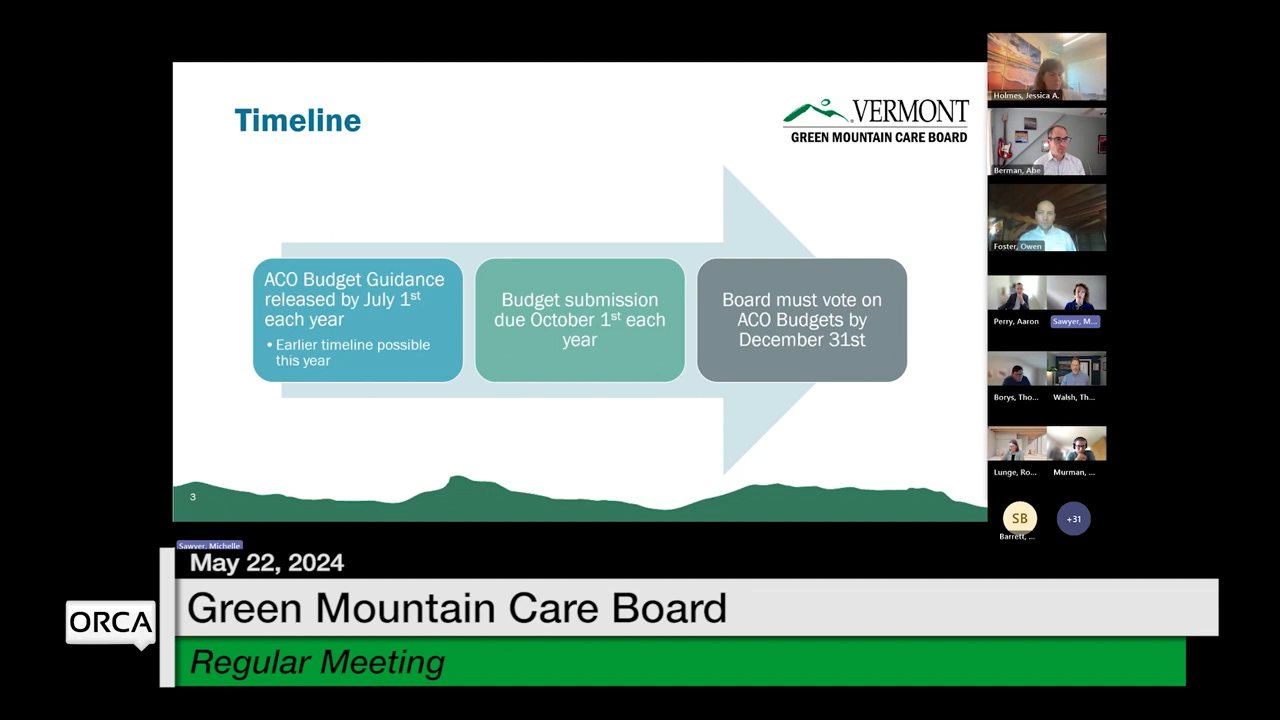 Timeline
VERMONT
GREEN MOUNTAIN CARE BOARD
ACO Budget Guidance
released by July 1st
each year
• Earlier timeline possible
this year
Budget submission
due October 1st each
year
Board must vote on
ACO Budgets by
December 31st
3
Holmes, Jessica A.
Berman, Abe
Foster, Owen
Perry, Aaron
Sawyer, M...
Borys, Tho...
Walsh, Th...
Lunge, Ro...
Murman, ...
SB
+31
Barrett, ...
Sawyer, Michelle
May 22, 2024
Green Mountain Care Board
ORCA
Regular Meeting